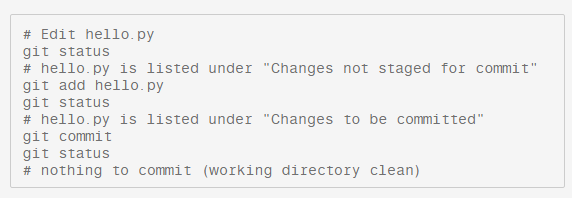 # Edit hello.py
git status
# hello.py is listed under "Changes not staged for commit"
git add hello.py
git status
# hello.py is listed under "Changes to be committed"
git commit
git status
# nothing to commit (working directory clean)